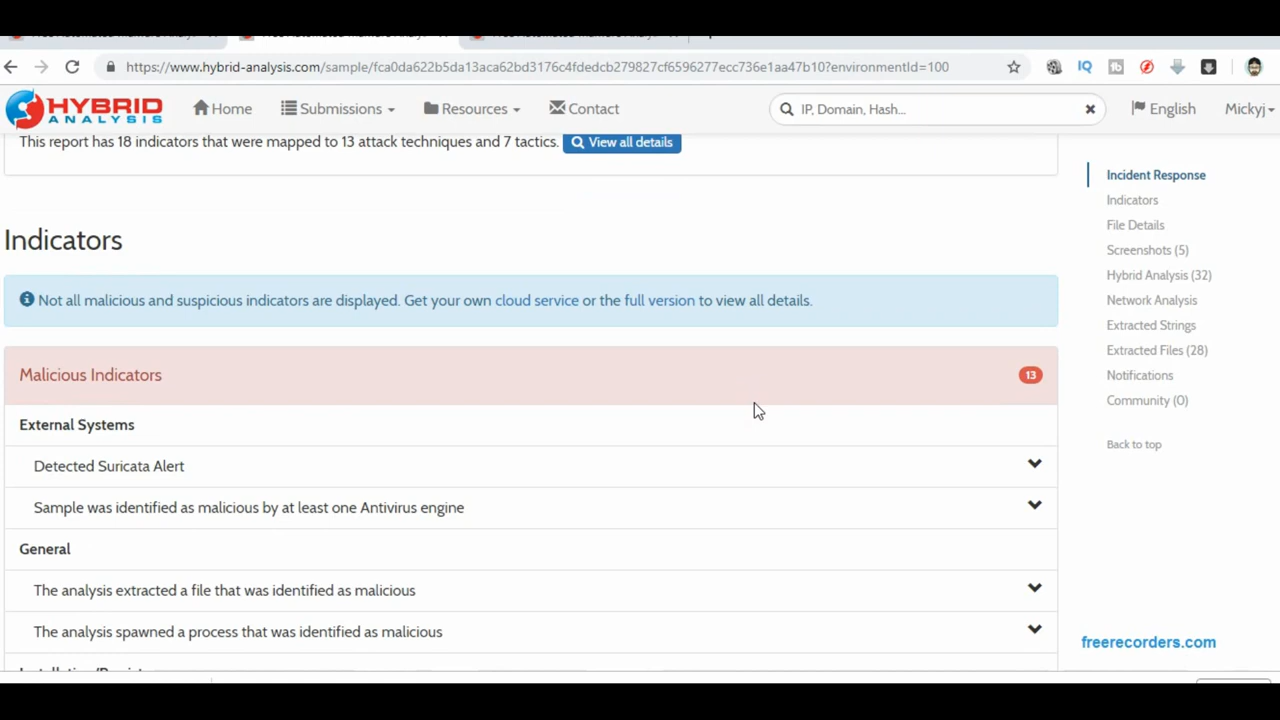 https://www.hybrid-analysis.com/sample/fca0da622b5da13aca62bd3176c4fdedcb279827cf6596277ecc736e1aa47b10?environmentId=100
IQ
HYBRID
ANALYSIS
Home
Submissions
Resources
Contact
IP, Domain, Hash...
English
Mickyj
This report has 18 indicators that were mapped to 13 attack techniques and 7 tactics.
View all details
Indicators
Not all malicious and suspicious indicators are displayed. Get your own cloud service or the full version to view all details.
Malicious Indicators
13
External Systems
Detected Suricata Alert
Sample was identified as malicious by at least one Antivirus engine
General
The analysis extracted a file that was identified as malicious
The analysis spawned a process that was identified as malicious
Incident Response
Indicators
File Details
Screenshots (5)
Hybrid Analysis (32)
Network Analysis
Extracted Strings
Extracted Files (28)
Notifications
Community (0)
Back to top
freerecorders.com